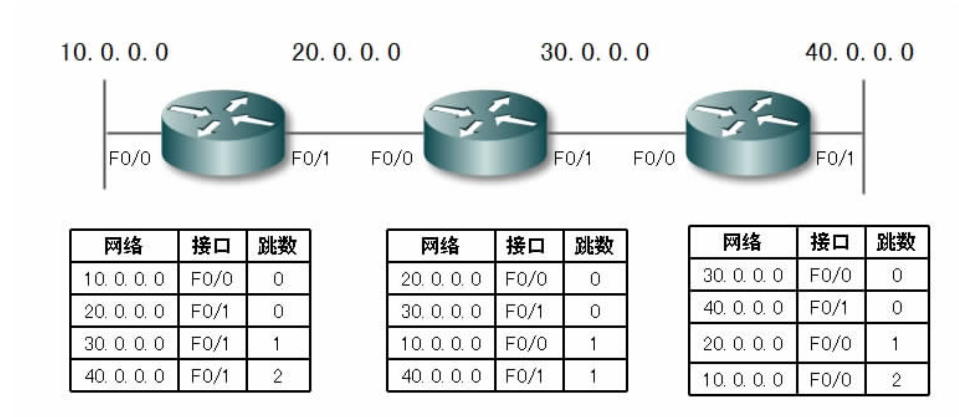 10.0.0.0 20.0.0.0 30.0.0.0 40.0.0.0
F0/0 F0/1 F0/0 F0/1 F0/0 F0/1
网络 接口 跳数
10.0.0.0 F0/0 0
20.0.0.0 F0/1 0
30.0.0.0 F0/1 1
40.0.0.0 F0/1 2
网络 接口 跳数
20.0.0.0 F0/0 0
30.0.0.0 F0/1 0
10.0.0.0 F0/0 1
40.0.0.0 F0/1 1
网络 接口 跳数
30.0.0.0 F0/0 0
40.0.0.0 F0/1 0
20.0.0.0 F0/0 1
10.0.0.0 F0/0 2